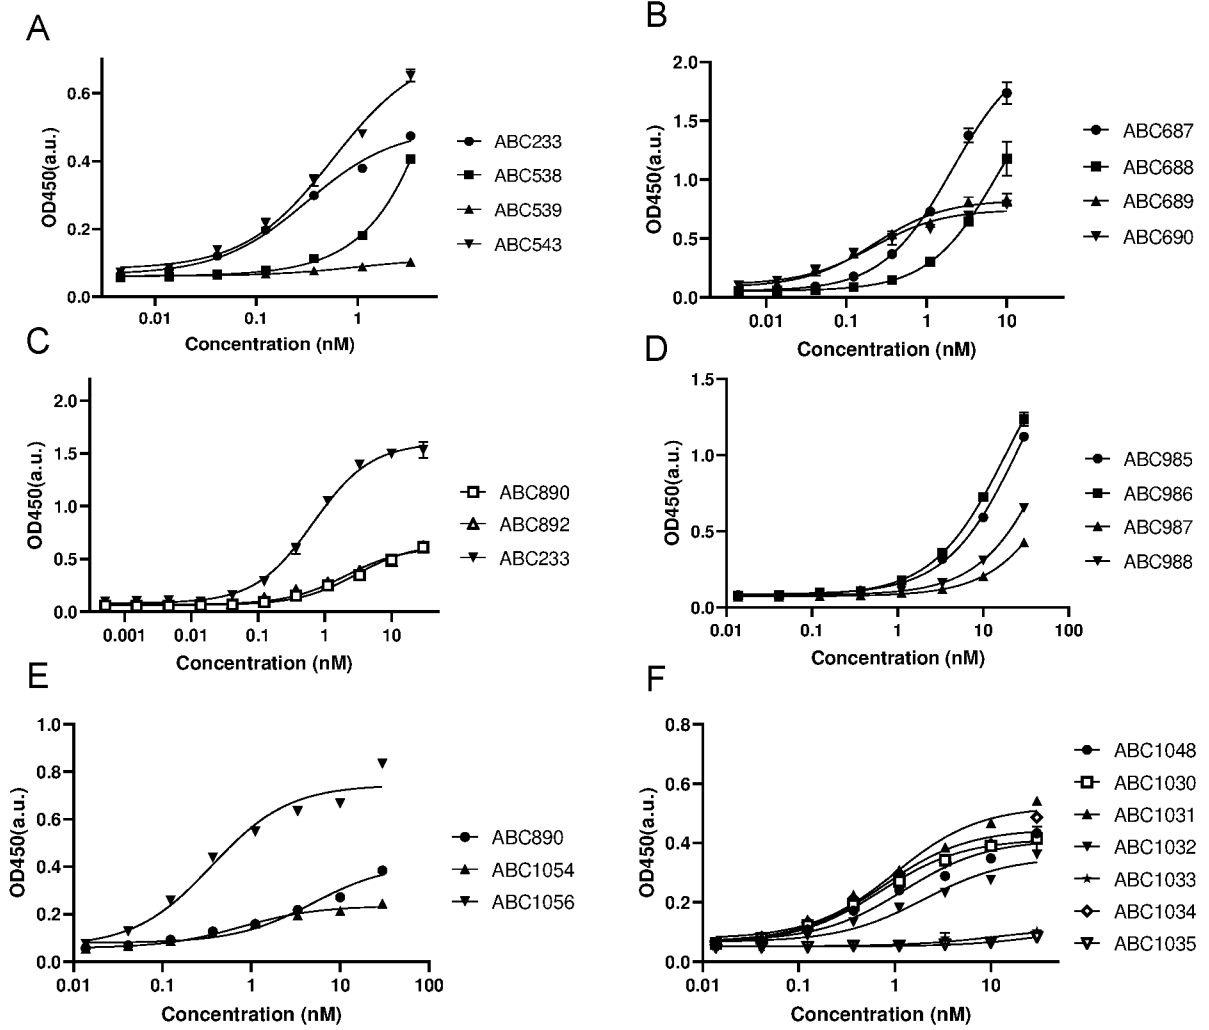 A
OD450(a.u.)
0.6
0.4
0.2
0.0
0.01 0.1 1
Concentration (nM)
ABC233
ABC538
ABC539
ABC543
B
OD450(a.u.)
2.0
1.5
1.0
0.5
0.0
0.01 0.1 1 10
Concentration (nM)
ABC687
ABC688
ABC689
ABC690
C
OD450(a.u.)
2.0
1.5
1.0
0.5
0.0
0.001 0.01 0.1 1 10
Concentration (nM)
ABC890
ABC892
ABC233
D
OD450(a.u.)
1.5
1.0
0.5
0.0
0.01 0.1 1 10 100
Concentration (nM)
ABC985
ABC986
ABC987
ABC988
E
OD450(a.u.)
1.0
0.8
0.6
0.4
0.2
0.0
0.01 0.1 1 10 100
Concentration (nM)
ABC890
ABC1054
ABC1056
F
OD450(a.u.)
0.8
0.6
0.4
0.2
0.0
0.01 0.1 1 10
Concentration (nM)
ABC1048
ABC1030
ABC1031
ABC1032
ABC1033
ABC1034
ABC1035